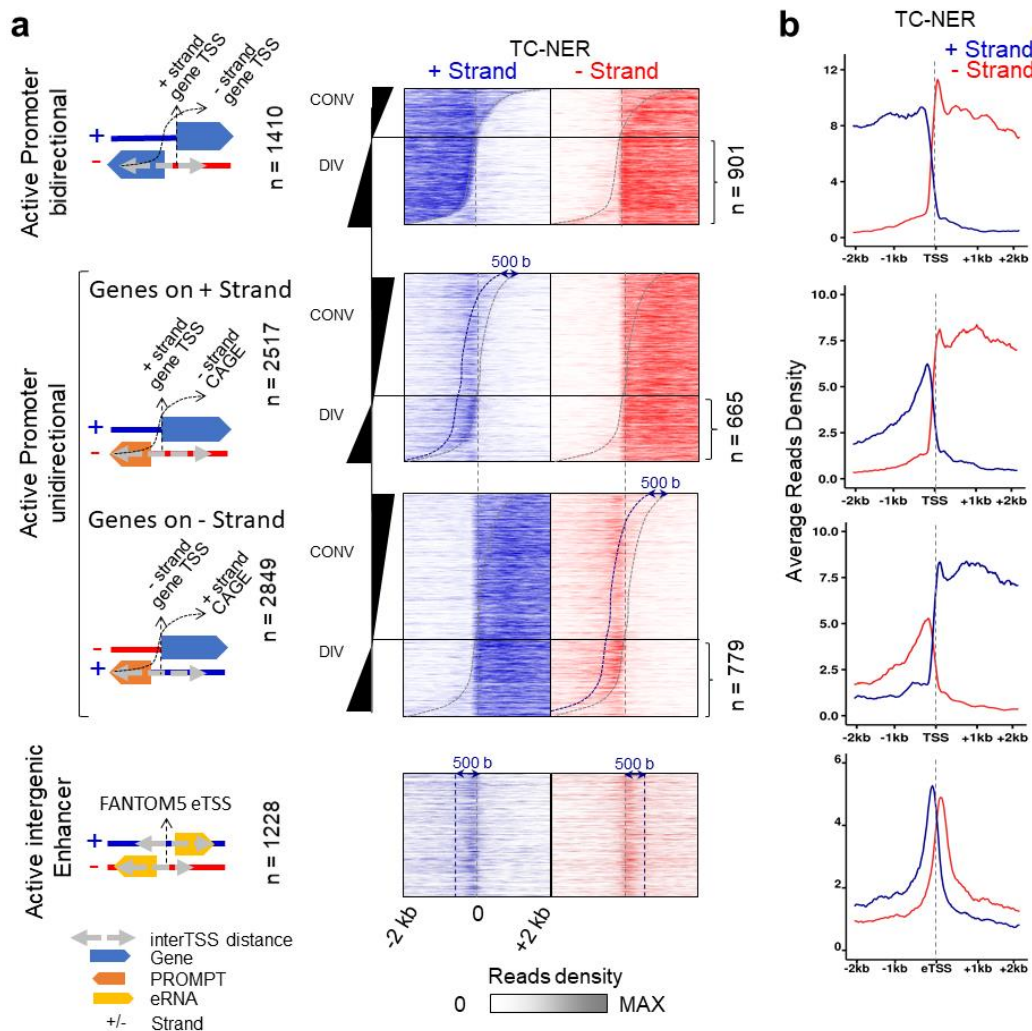 a
b
TC-NER
+ Strand
- Strand
TC-NER
+ Strand
- Strand
Active Promoter
bidirectional
+ strand
gene TSS
- strand
gene TSS
+
-
n = 1410
CONV
DIV
n = 901
12
8
4
0
-2kb
-1kb
TSS
+1kb
+2kb
Active Promoter
unidirectional
Genes on + Strand
+ strand
gene TSS
- strand
CAGE
+
-
n = 2517
CONV
DIV
500 b
n = 665
10.0
7.5
5.0
2.5
0.0
-2kb
-1kb
TSS
+1kb
+2kb
Genes on - Strand
- strand
gene TSS
+ strand
CAGE
-
+
n = 2849
CONV
DIV
500 b
n = 779
Average Reads Density
10.0
7.5
5.0
2.5
0.0
-2kb
-1kb
TSS
+1kb
+2kb
Active intergenic
Enhancer
FANTOM5 eTSS
+
-
n = 1228
500 b
500 b
-2 kb
0
+2 kb
6
4
2
0
-2kb
-1kb
eTSS
+1kb
+2kb
interTSS distance
Gene
PROMPT
eRNA
+/- Strand
Reads density
0
MAX